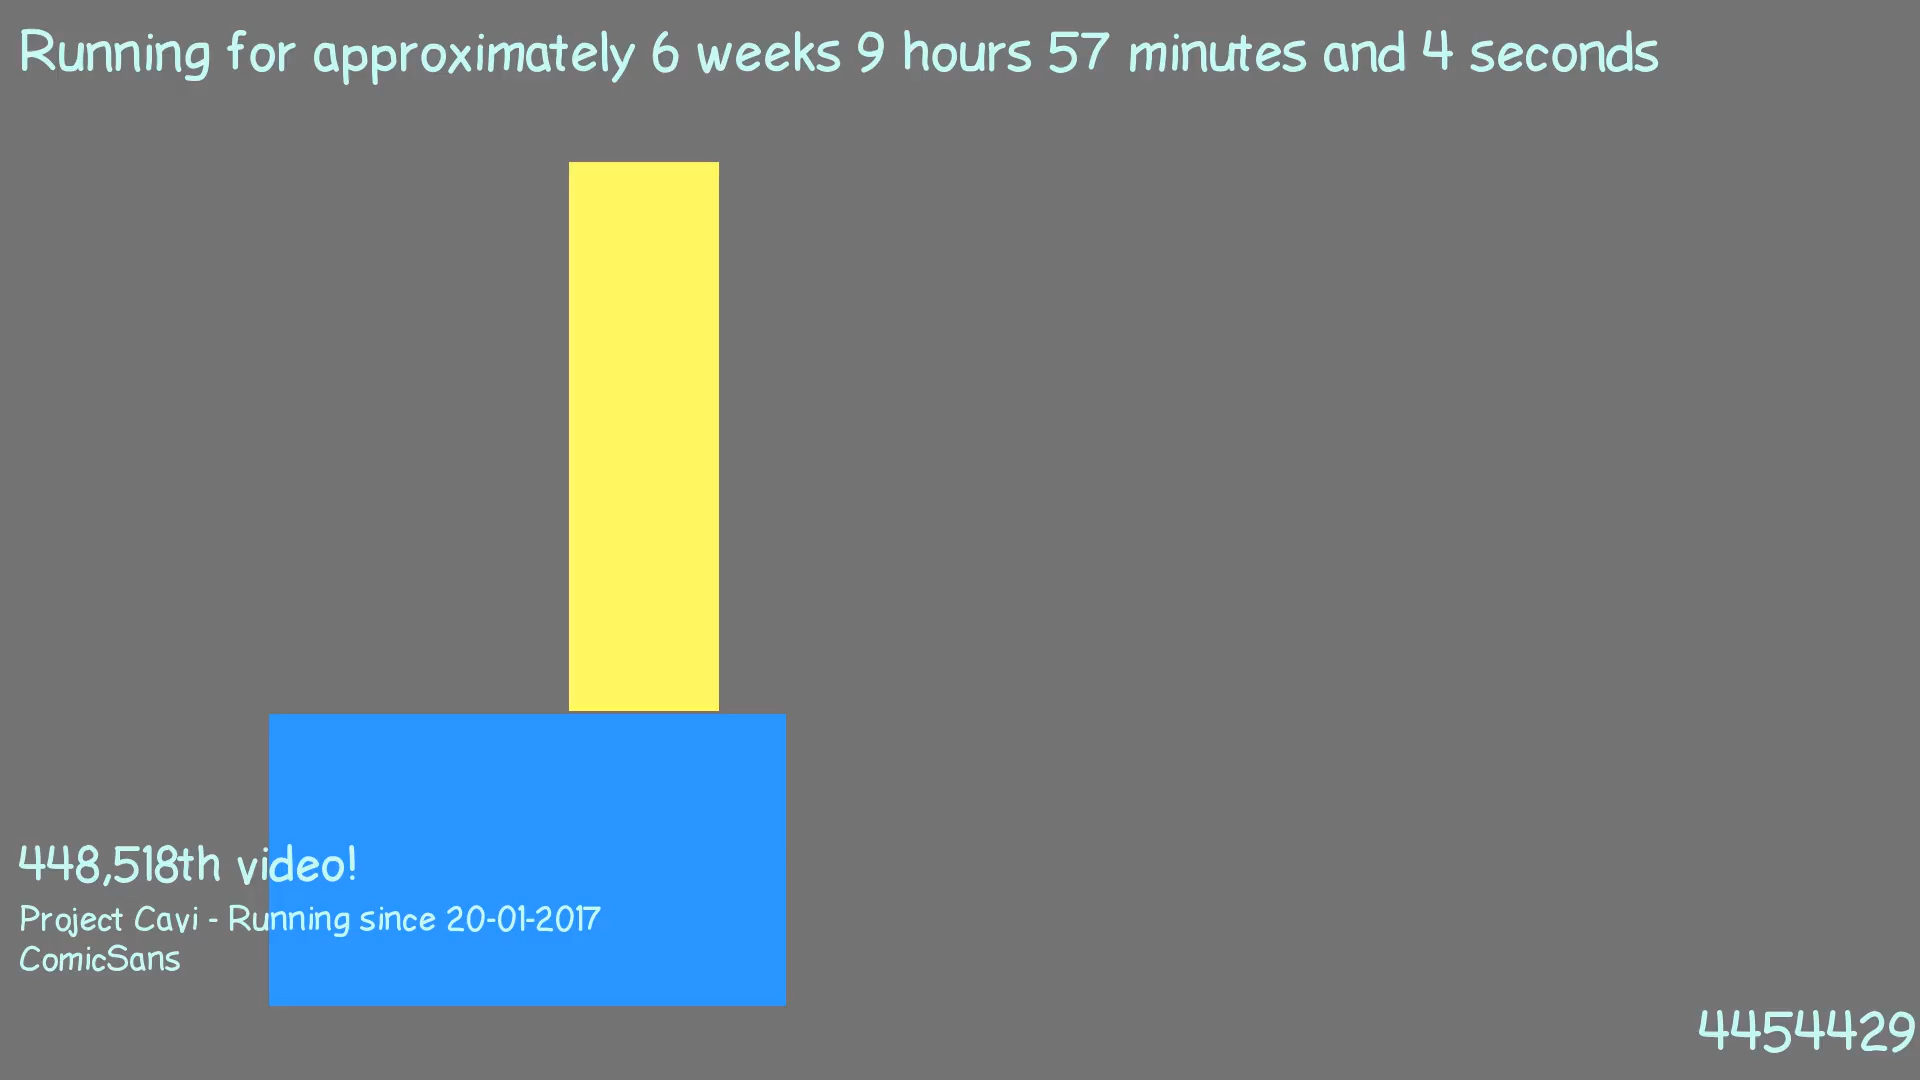 Running for approximately 6 weeks 9 hours 57 minutes and 4 seconds
448,518th video!
Project Cavi - Running since 20-01-2017
ComicSans
4454429